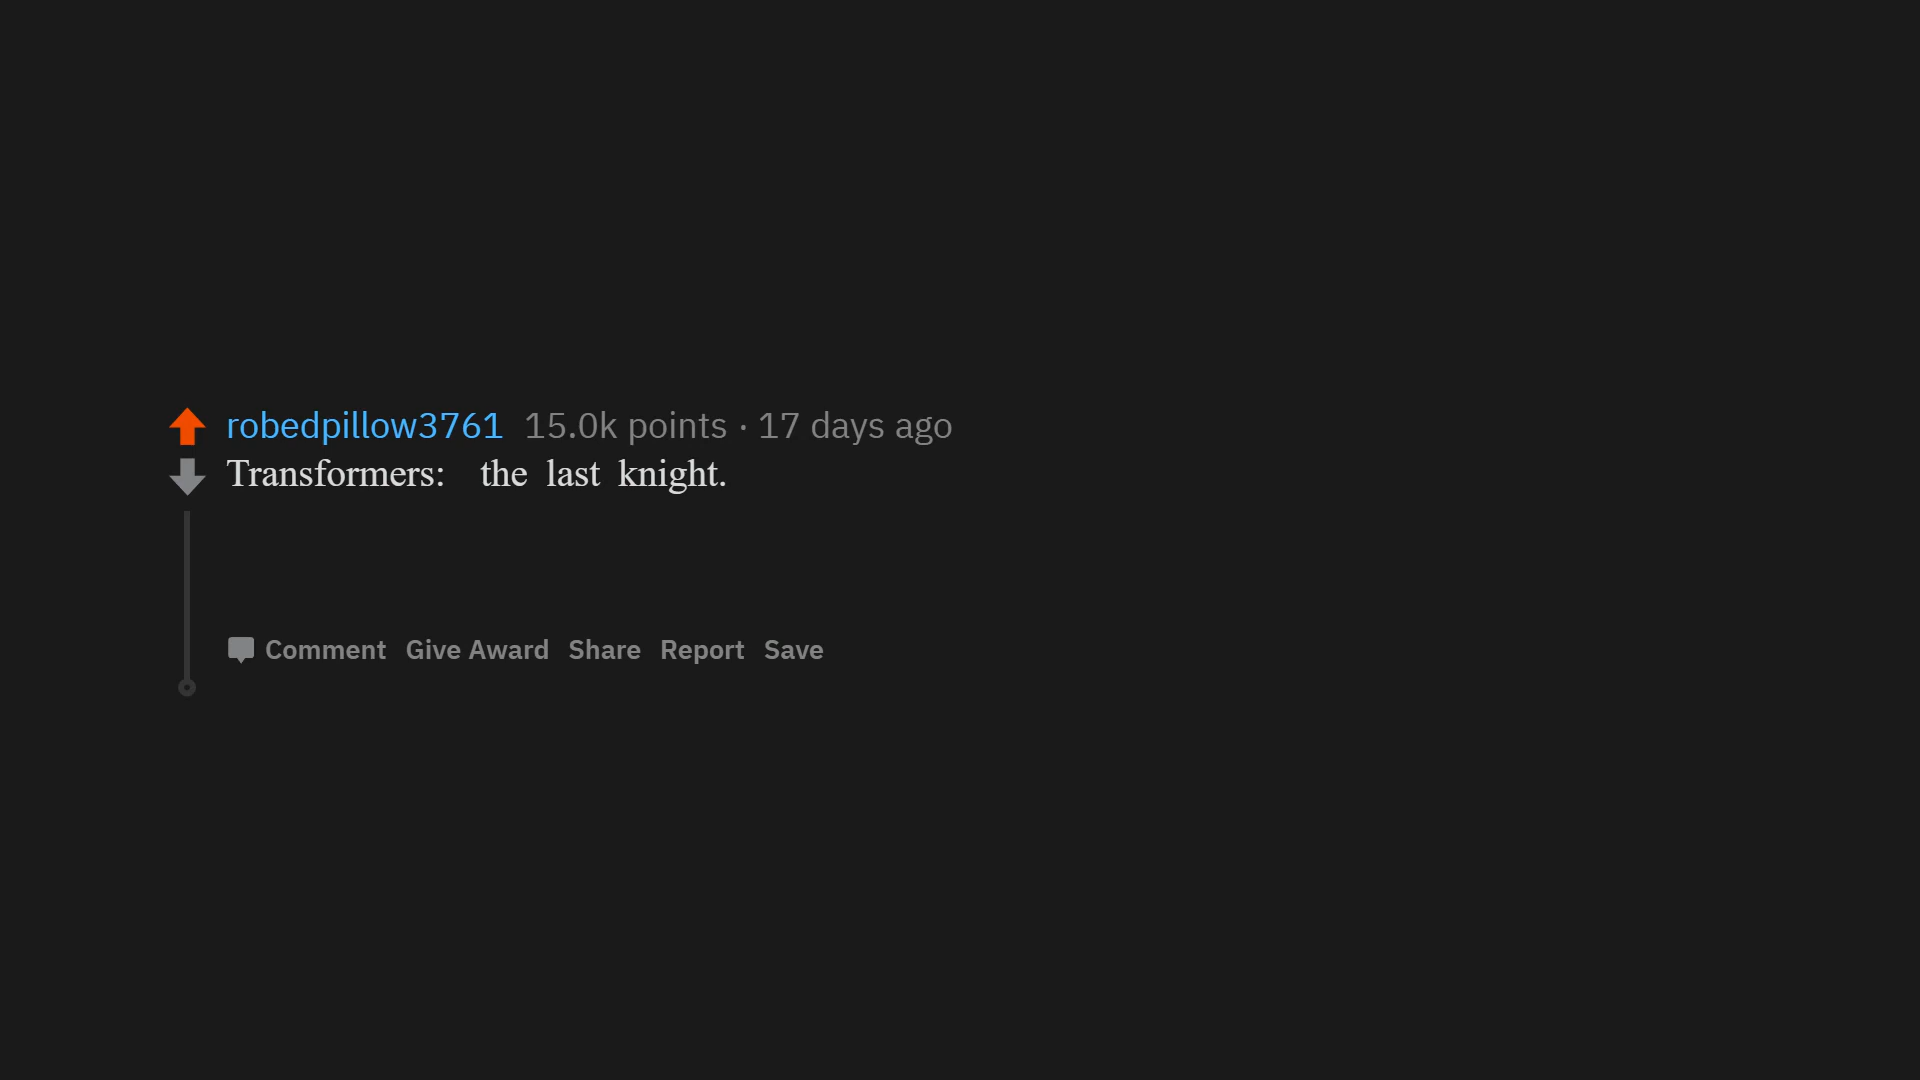 robedpillow3761 15.0k points · 17 days ago
Transformers: the last knight.
Comment Give Award Share Report Save